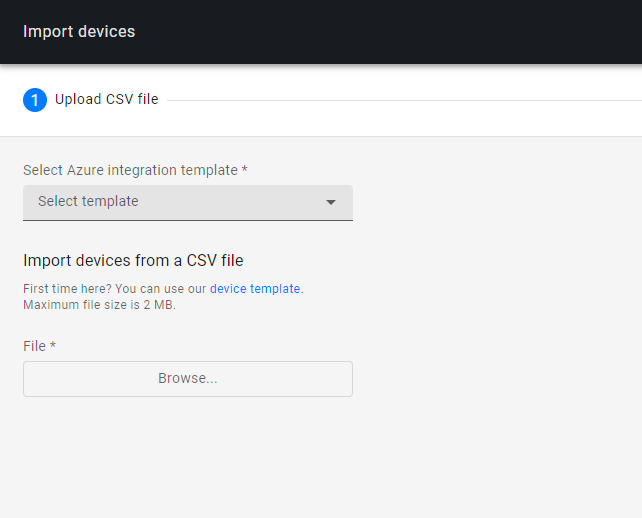 Import devices
1 Upload CSV file
Select Azure integration template *
Select template
Import devices from a CSV file
First time here? You can use our device template.
Maximum file size is 2 MB.
File *
Browse...